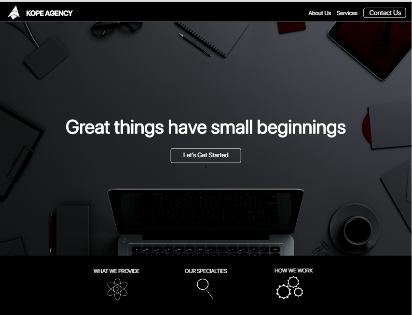 KOPE AGENCY
About Us Services Contact Us
Great things have small beginnings
Let's Get Started
WHAT WE PROVIDE OUR SPECIALTIES HOW WE WORK